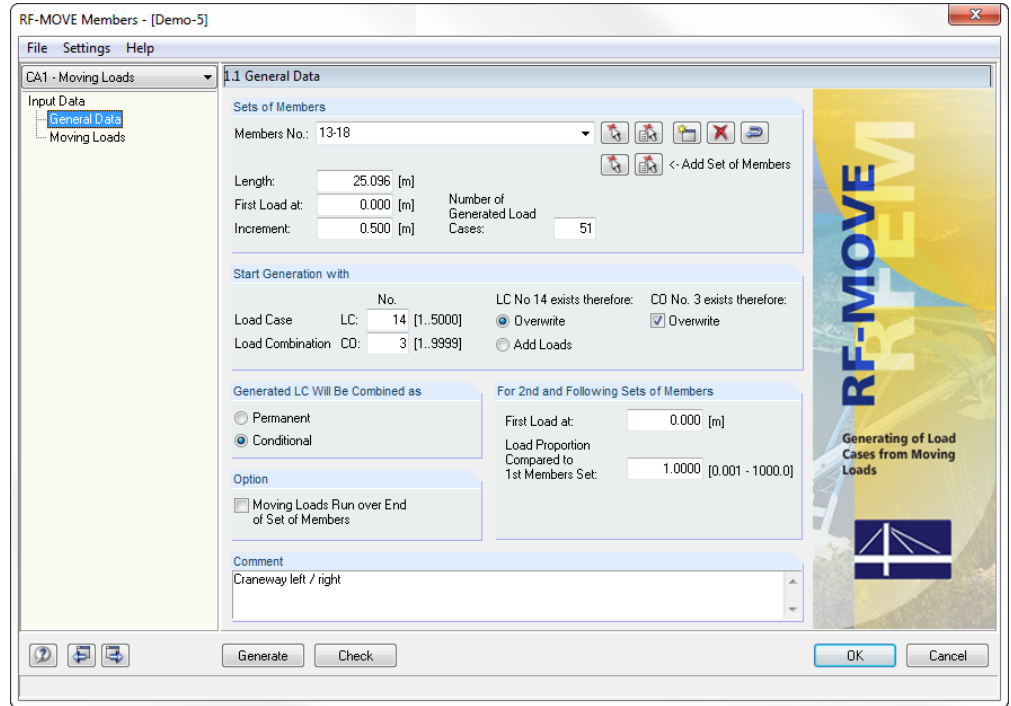 RF-MOVE Members - [Demo-5]
File Settings Help
CA1 - Moving Loads
Input Data
General Data
Moving Loads
1.1 General Data
Sets of Members
Members No.: 13-18
<- Add Set of Members
Length: 25.096 [m]
First Load at: 0.000 [m]
Increment: 0.500 [m]
Number of
Generated Load
Cases: 51
Start Generation with
No.
Load Case LC: 14 [1..5000]
Load Combination CO: 3 [1..9999]
LC No 14 exists therefore:
Overwrite
Add Loads
CO No. 3 exists therefore:
Overwrite
Generated LC Will Be Combined as
Permanent
Conditional
For 2nd and Following Sets of Members
First Load at: 0.000 [m]
Load Proportion
Compared to
1st Members Set: 1.0000 [0.001 - 1000.0]
Option
Moving Loads Run over End
of Set of Members
Comment
Craneway left / right
RF-MOVE
RFEM
Generating of Load
Cases from Moving
Loads
Generate
Check
OK
Cancel